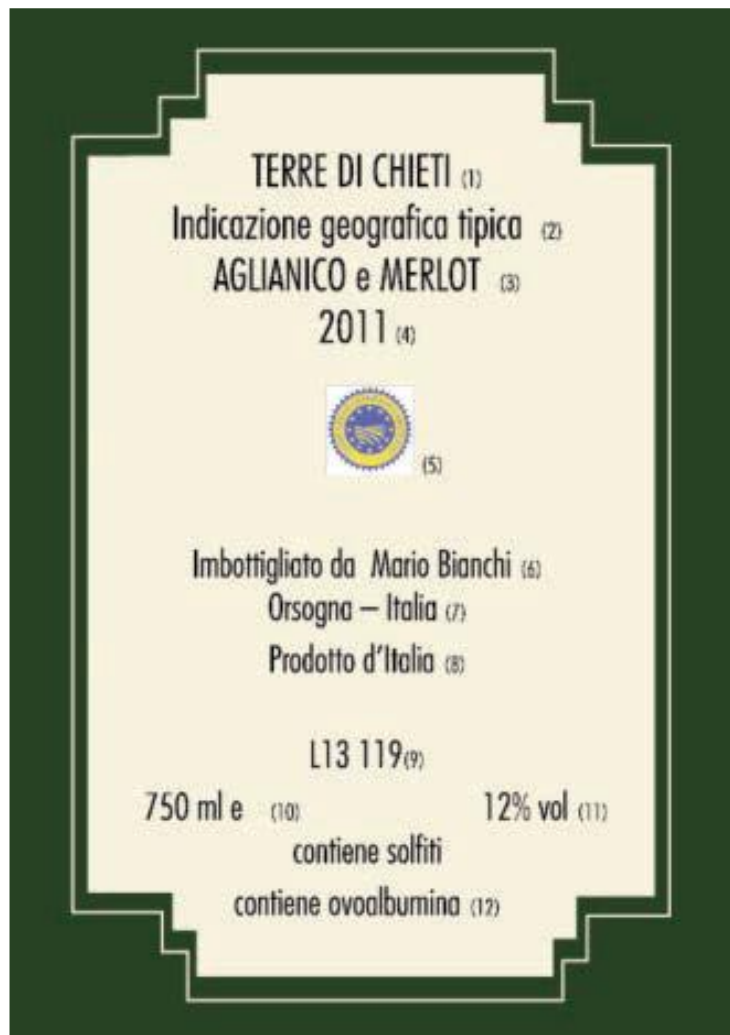 TERRE DI CHIETI (1)
Indicazione geografica tipica (2)
AGLIANICO e MERLOT (3)
2011 (4)
(5)
Imbottigliato da Mario Bianchi (6)
Orsogna – Italia (7)
Prodotto d'Italia (8)
L13 119(9)
750 ml e (10) 12% vol (11)
contiene solfiti
contiene ovoalbumina (12)